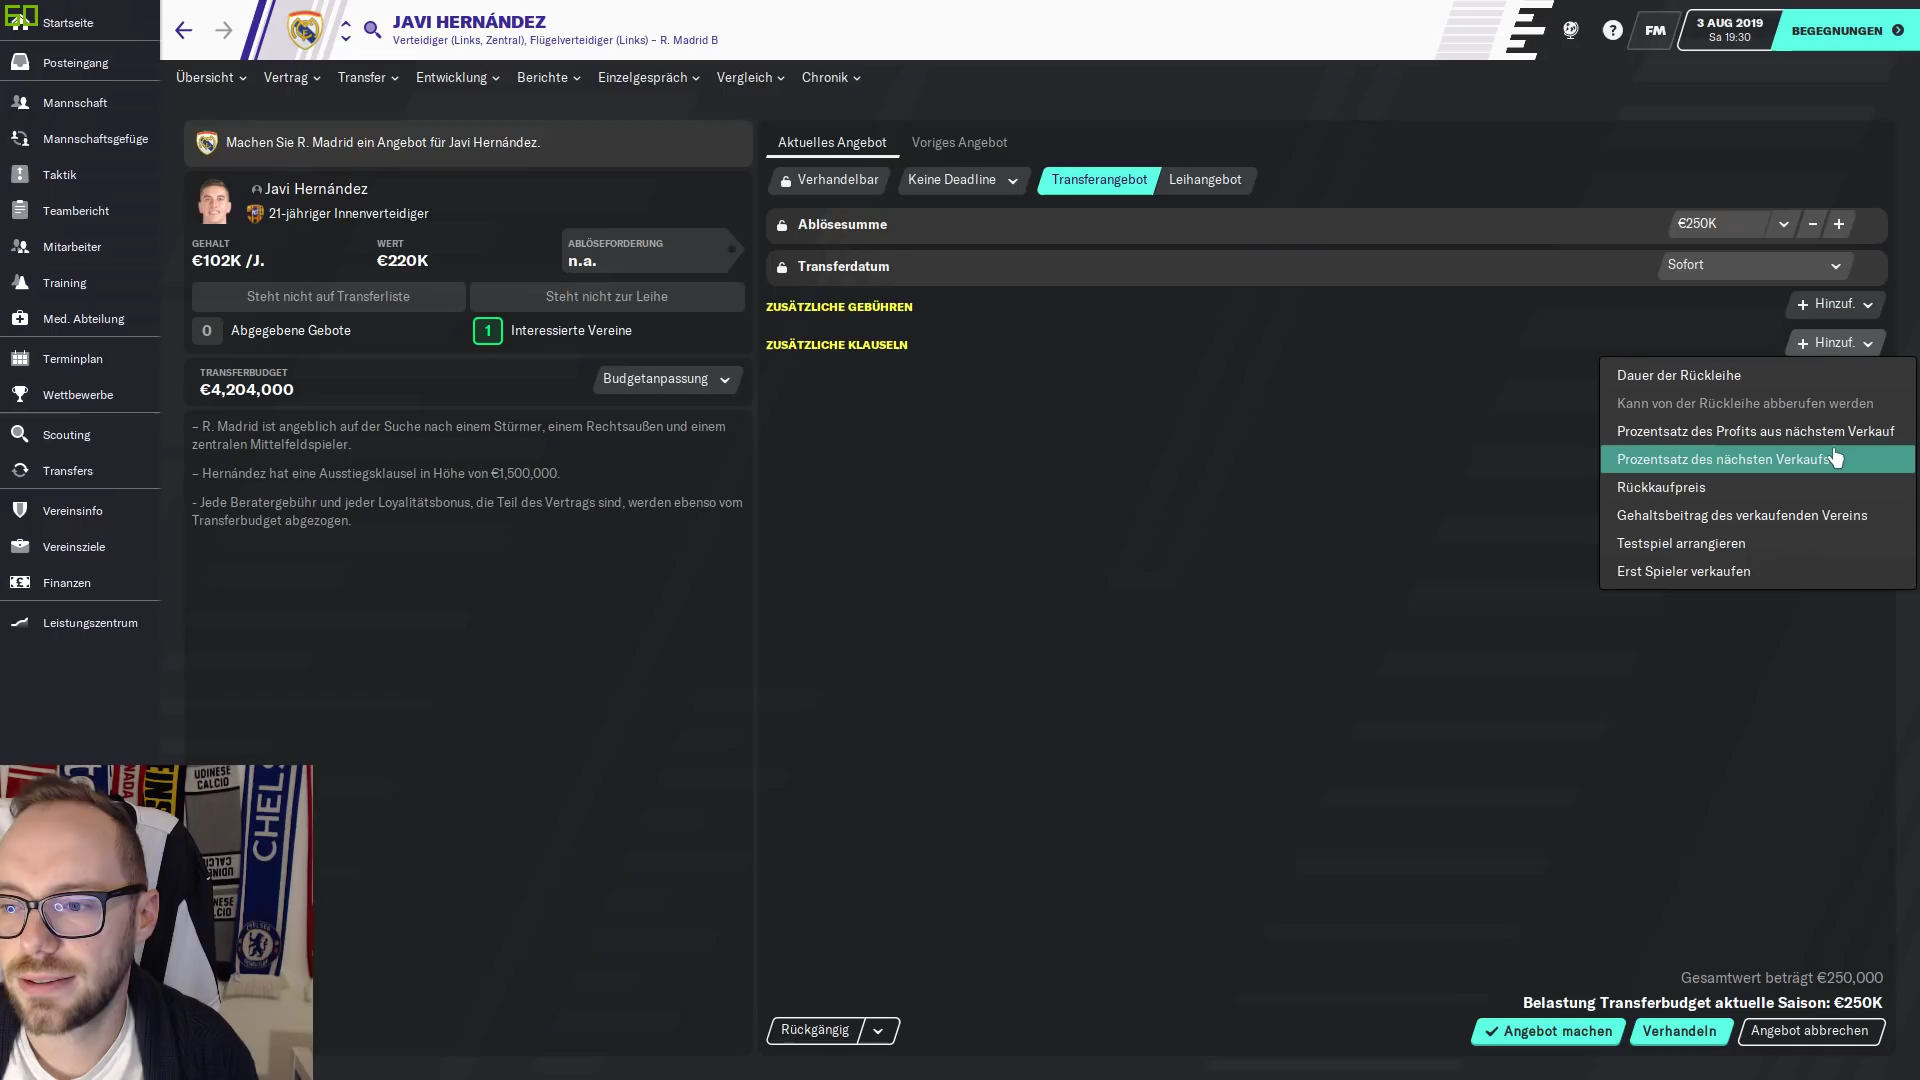 60
Startseite
Posteingang
Mannschaft
Mannschaftsgefüge
Taktik
Teambericht
Mitarbeiter
Training
Med. Abteilung
Terminplan
Wettbewerbe
Scouting
Transfers
Vereinsinfo
Vereinsziele
Finanzen
Leistungszentrum
JAVI HERNÁNDEZ
Verteidiger (Links, Zentral), Flügelverteidiger (Links) – R. Madrid B
FM
3 AUG 2019
Sa 19:30
BEGEGNUNGEN
Übersicht Vertrag Transfer Entwicklung Berichte Einzelgespräch Vergleich Chronik
Machen Sie R. Madrid ein Angebot für Javi Hernández.
Javi Hernández
21-jähriger Innenverteidiger
GEHALT
€102K /J.
WERT
€220K
ABLÖSEFORDERUNG
n.a.
Steht nicht auf Transferliste
Steht nicht zur Leihe
0 Abgegebene Gebote
1 Interessierte Vereine
TRANSFERBUDGET
€4,204,000
Budgetanpassung
– R. Madrid ist angeblich auf der Suche nach einem Stürmer, einem Rechtsaußen und einem
zentralen Mittelfeldspieler.
– Hernández hat eine Ausstiegsklausel in Höhe von €1,500,000.
- Jede Beratergebühr und jeder Loyalitätsbonus, die Teil des Vertrags sind, werden ebenso vom
Transferbudget abgezogen.
Aktuelles Angebot Voriges Angebot
Verhandelbar Keine Deadline Transferangebot Leihangebot
Ablösesumme €250K
Transferdatum Sofort
ZUSÄTZLICHE GEBÜHREN + Hinzuf.
ZUSÄTZLICHE KLAUSELN + Hinzuf.
Dauer der Rückleihe
Kann von der Rückleihe abberufen werden
Prozentsatz des Profits aus nächstem Verkauf
Prozentsatz des nächsten Verkaufs
Rückkaufpreis
Gehaltsbeitrag des verkaufenden Vereins
Testspiel arrangieren
Erst Spieler verkaufen
Gesamtwert beträgt €250,000
Belastung Transferbudget aktuelle Saison: €250K
Rückgängig
Angebot machen Verhandeln Angebot abbrechen
UDINESE
CALCIO
CHELS